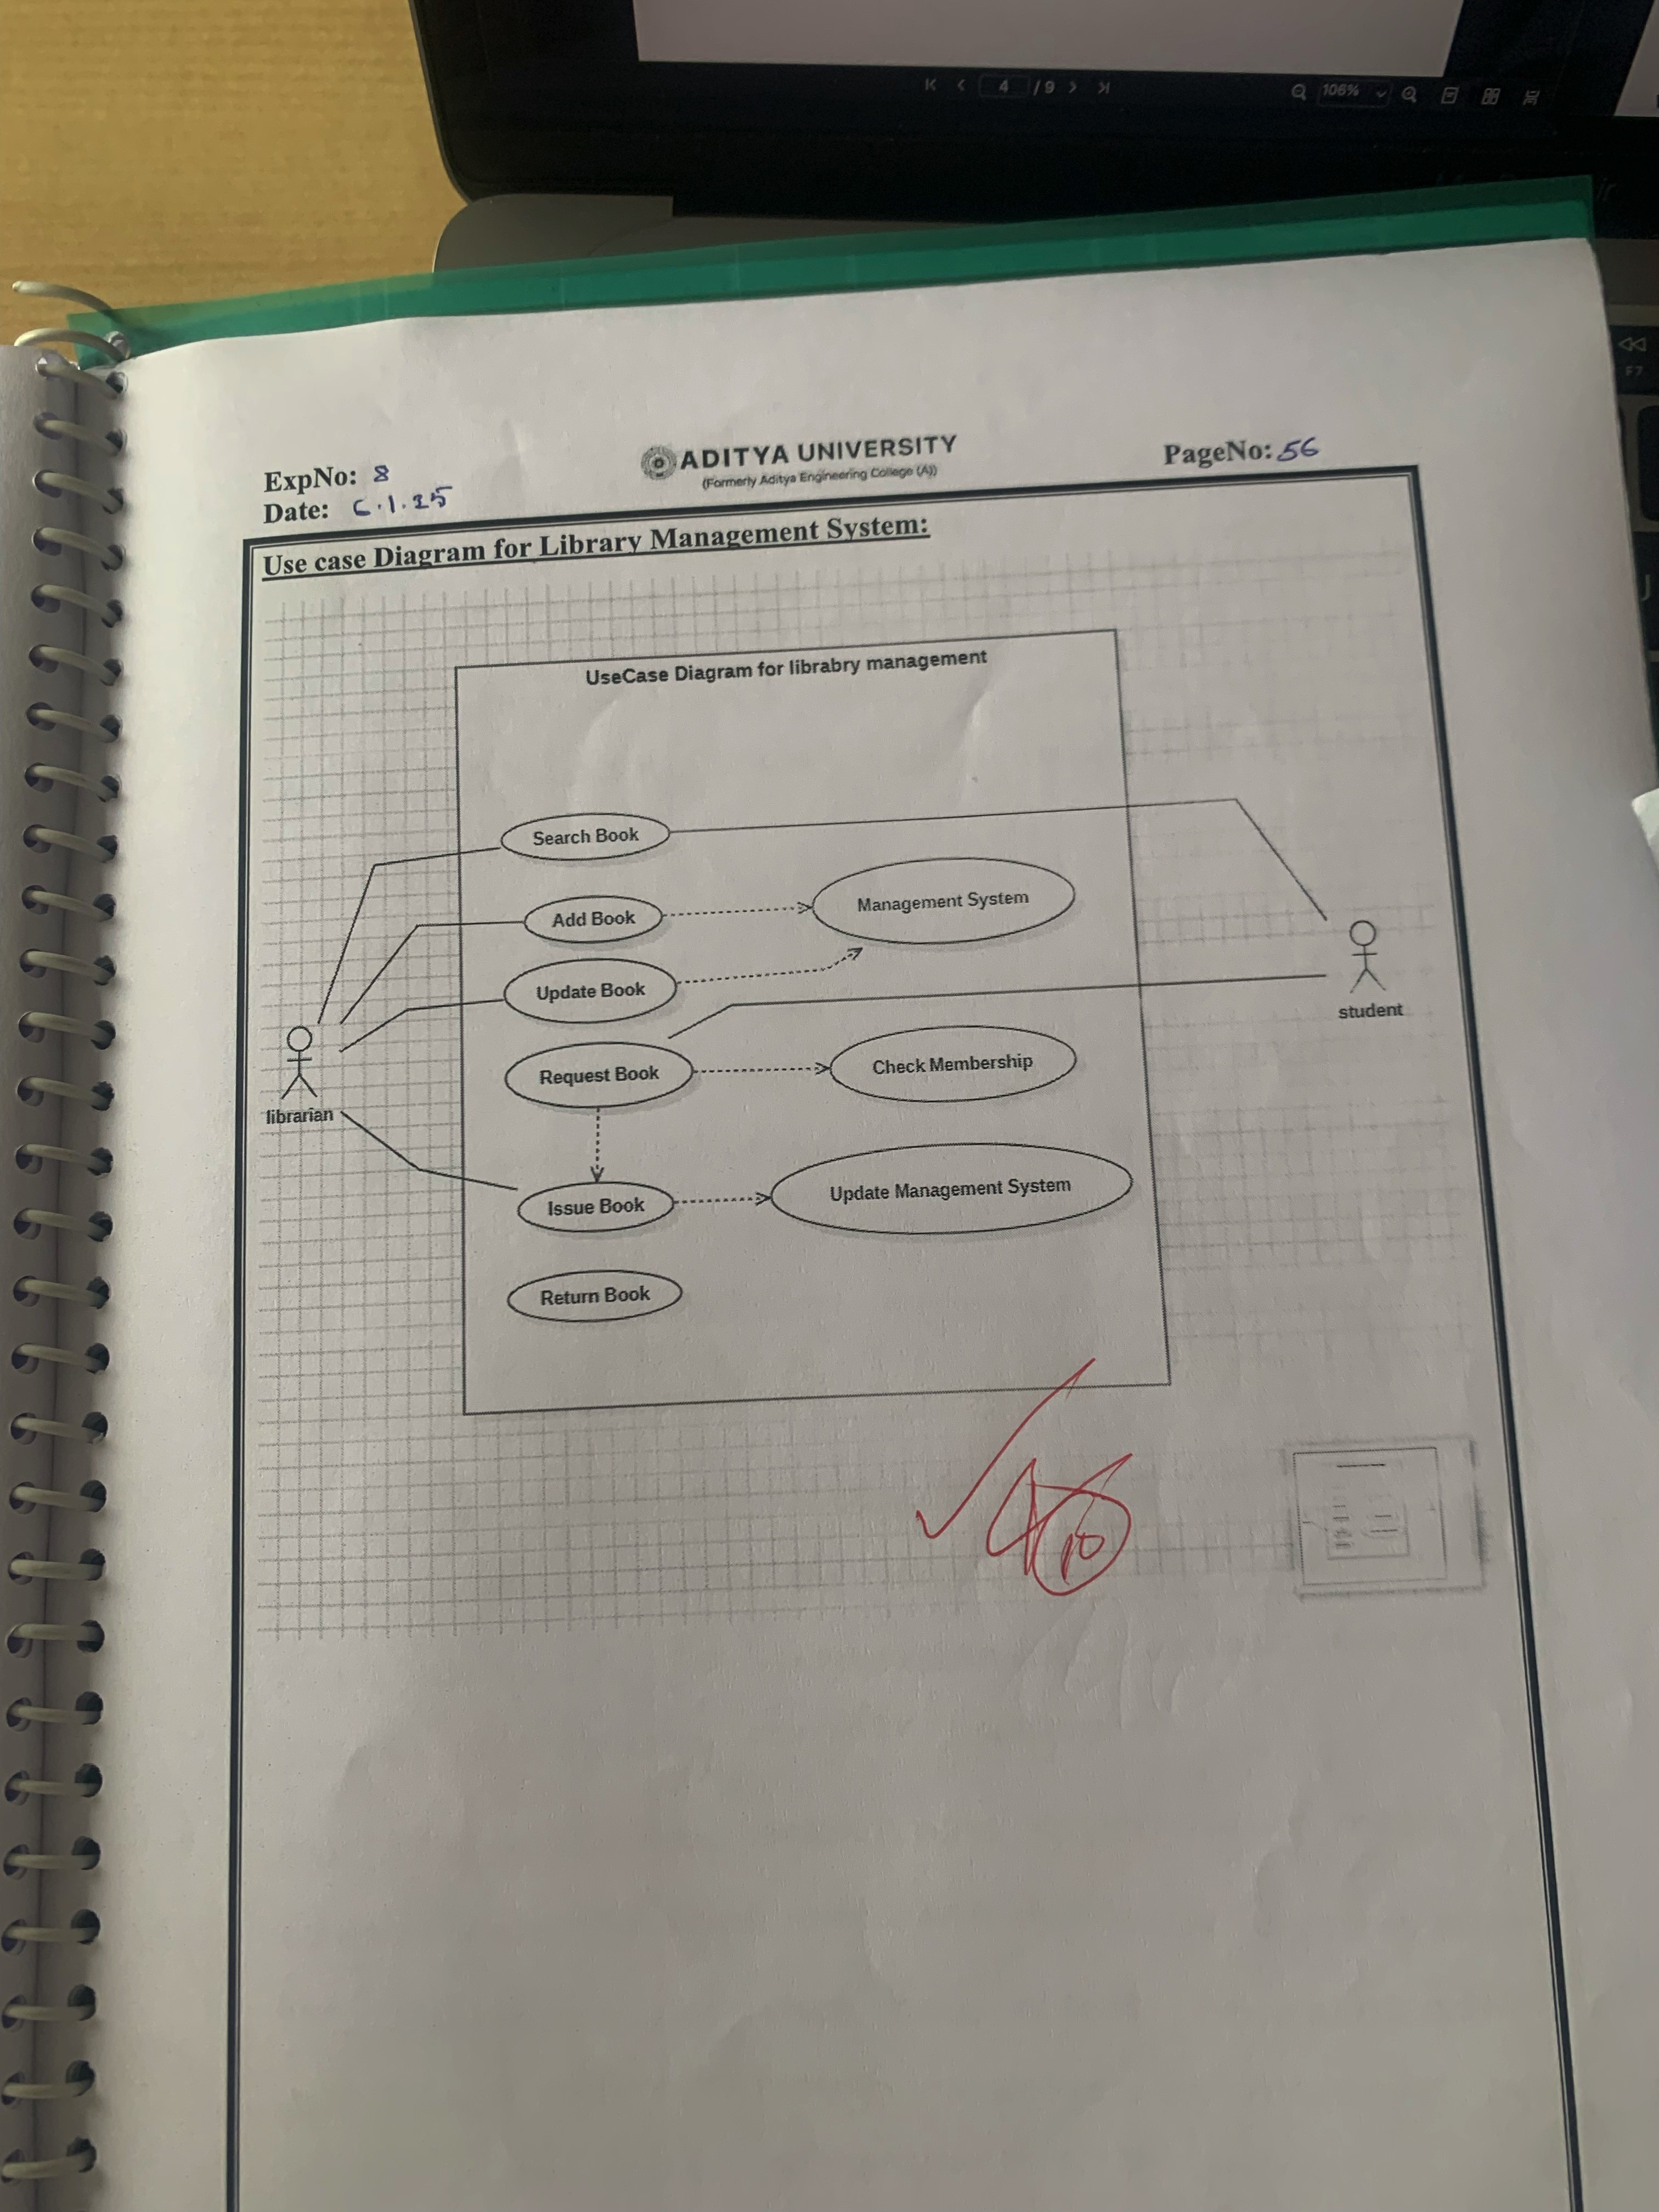 4 / 9
106%
F7
ADITYA UNIVERSITY
(Formerly Aditya Engineering College (A))
ExpNo: 8
PageNo: 56
Date: 6.1.25
Use case Diagram for Library Management System:
UseCase Diagram for librabry management
Search Book
Add Book
Management System
Update Book
student
Request Book
Check Membership
librarian
Issue Book
Update Management System
Return Book
10